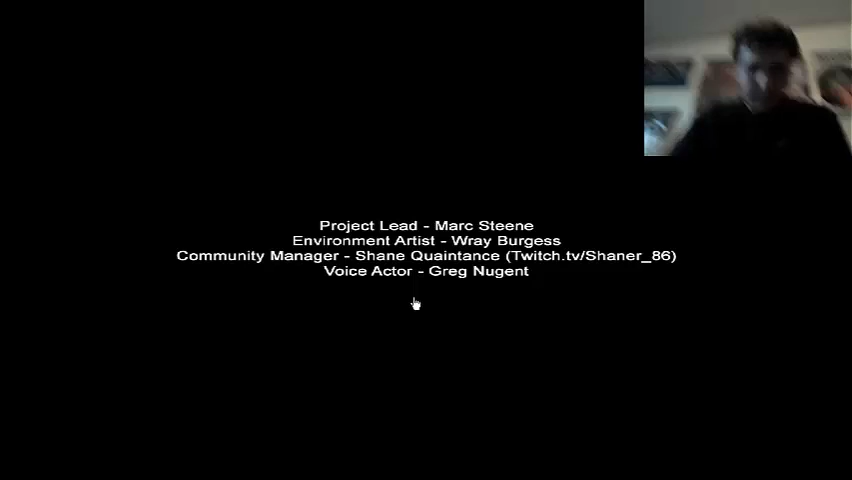 Project Lead - Marc Steene
Environment Artist - Wray Burgess
Community Manager - Shane Quaintance (Twitch.tv/Shaner_86)
Voice Actor - Greg Nugent